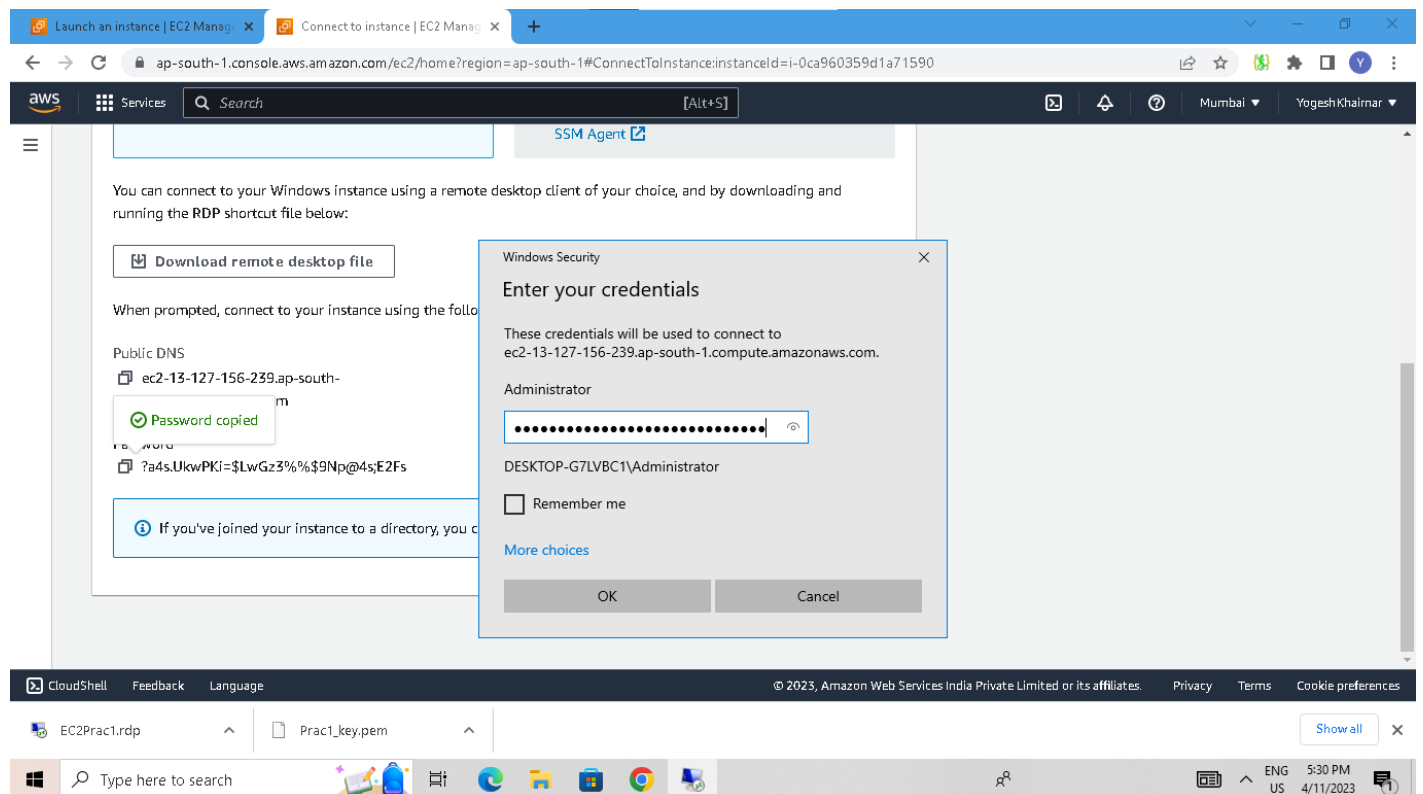 Launch an instance | EC2 Manage
Connect to instance | EC2 Manag
ap-south-1.console.aws.amazon.com/ec2/home?region=ap-south-1#ConnectToInstance:instanceId=i-0ca960359d1a71590
Y
aws
Services
Search
[Alt+S]
Mumbai
YogeshKhairnar
SSM Agent
You can connect to your Windows instance using a remote desktop client of your choice, and by downloading and
running the RDP shortcut file below:
Download remote desktop file
When prompted, connect to your instance using the follo
Public DNS
ec2-13-127-156-239.ap-south-
m
Password copied
Password
?a4s.UkwPKi=$LwGz3%%$9Np@4s;E2Fs
If you've joined your instance to a directory, you c
Windows Security
Enter your credentials
These credentials will be used to connect to
ec2-13-127-156-239.ap-south-1.compute.amazonaws.com.
Administrator
DESKTOP-G7LVBC1\Administrator
Remember me
More choices
OK
Cancel
CloudShell
Feedback
Language
© 2023, Amazon Web Services India Private Limited or its affiliates.
Privacy
Terms
Cookie preferences
EC2Prac1.rdp
Prac1_key.pem
Show all
Type here to search
ENG
US
5:30 PM
4/11/2023
1